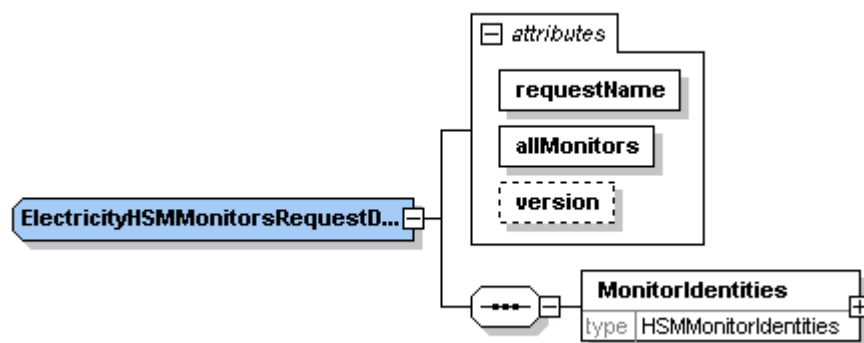 attributes
requestName
allMonitors
version
ElectricityHSMMonitorsRequestD...
MonitorIdentities
type HSMMonitorIdentities